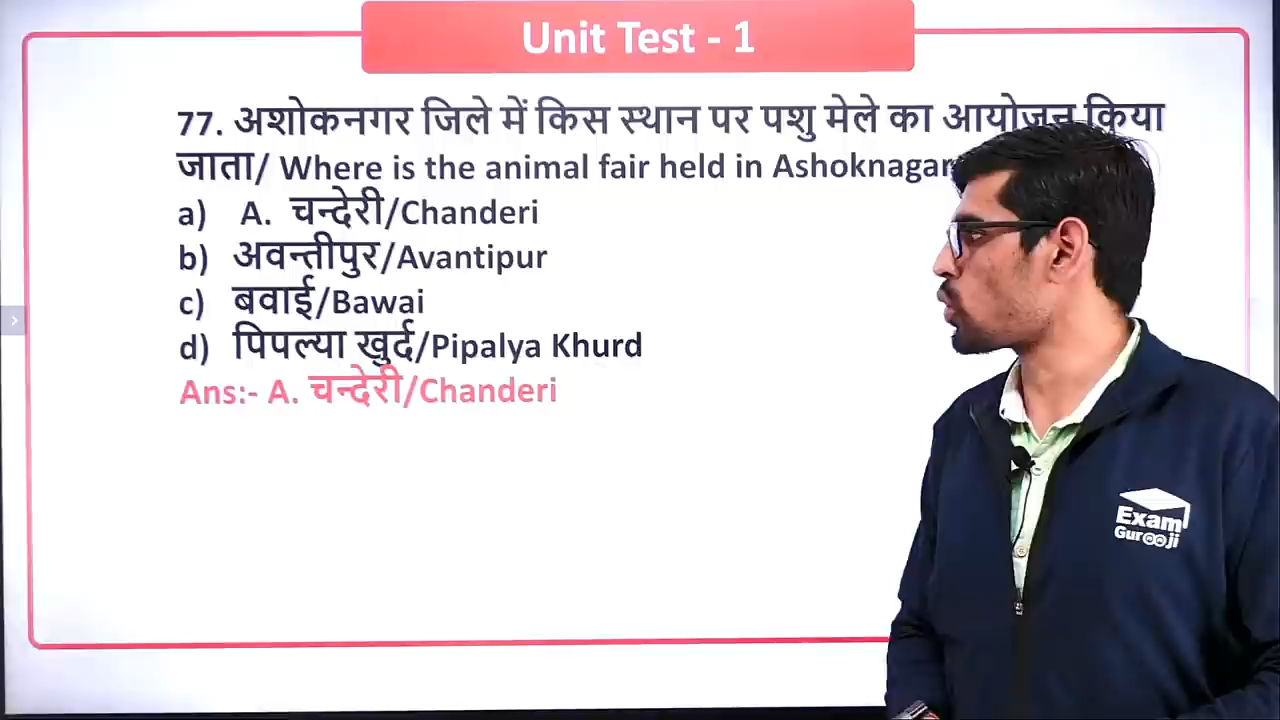 Unit Test - 1
77. अशोकनगर जिले में किस स्थान पर पशु मेले का आयोजन किया
जाता/ Where is the animal fair held in Ashoknagar
a) A. चन्देरी/Chanderi
b) अवन्तीपुर/Avantipur
c) बवाई/Bawai
d) पिपल्या खुर्द/Pipalya Khurd
Ans:- A. चन्देरी/Chanderi
Exam
Gurooji